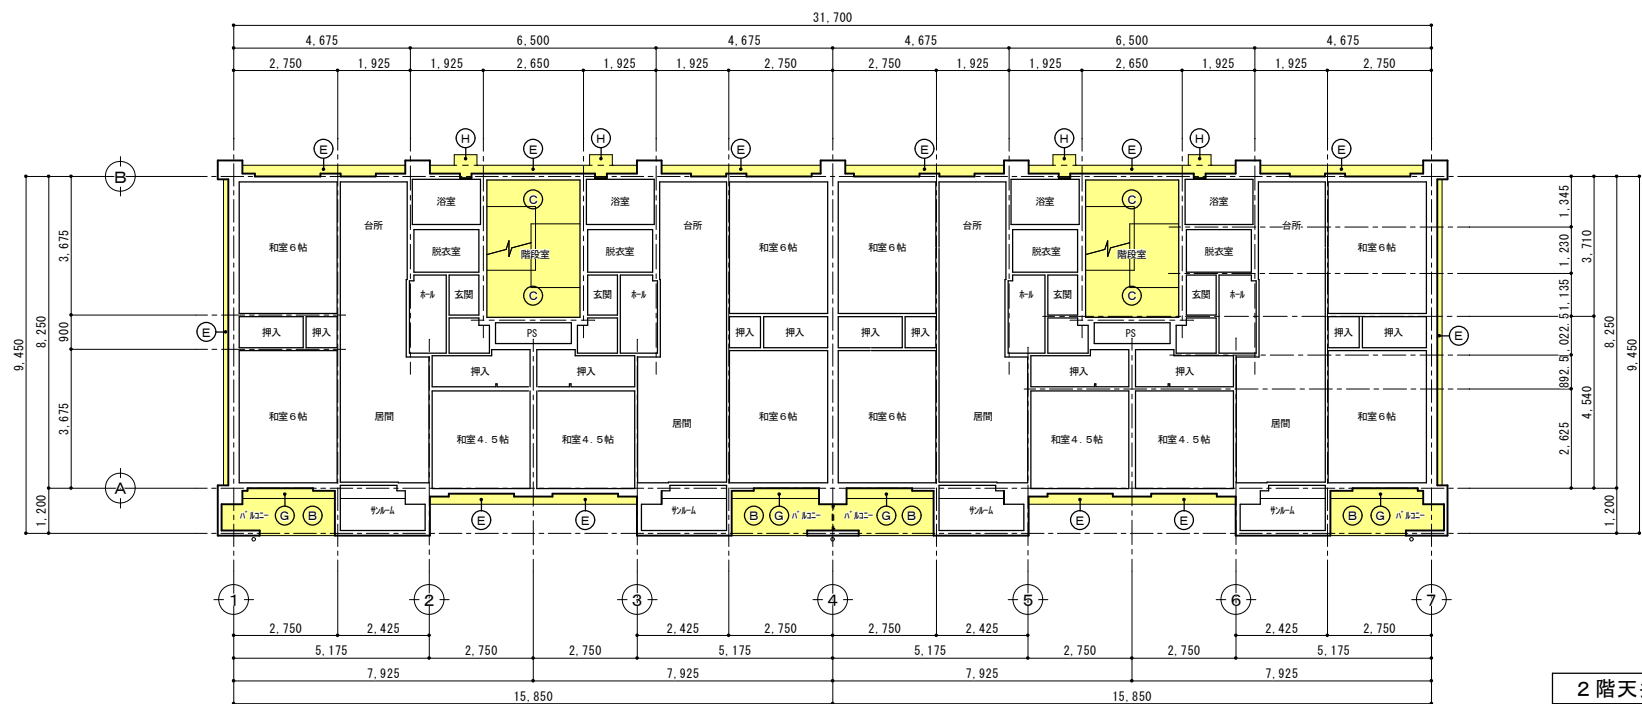 31,700
4,675 6,500 4,675 4,675 6,500 4,675
2,750 1,925 1,925 2,650 1,925 1,925 2,750 2,750 1,925 1,925 2,650 1,925 1,925 2,750
H H H H
E E E E E E
B
浴室 C 浴室 浴室 C 浴室
台所 台所 台所 台所
和室6帖 脱衣室 階段室 脱衣室 和室6帖 和室6帖 脱衣室 階段室 脱衣室 和室6帖
ホール 玄関 C 玄関 ホール ホール 玄関 C 玄関 ホール
E 押入 押入 PS 押入 押入 押入 押入 PS 押入 押入 E
押入 押入 押入 押入
和室6帖 居間 居間 和室6帖 和室6帖 居間 居間 和室6帖
和室4.5帖 和室4.5帖 和室4.5帖 和室4.5帖
A
バルコニー G B サンルーム E E サンルーム B G バルコニー バルコニー G B サンルーム E E サンルーム B G バルコニー
9,450
8,250
1,200
3,675
900
3,675
1,345
1,230
1,135
1,022.5
892.5
2,625
3,710
4,540
8,250
1,200
9,450
1 2 3 4 5 6 7
2,750 2,425 2,425 2,750 2,750 2,425 2,425 2,750
5,175 2,750 2,750 5,175 5,175 2,750 2,750 5,175
7,925 7,925 7,925 7,925
15,850 15,850
2階天